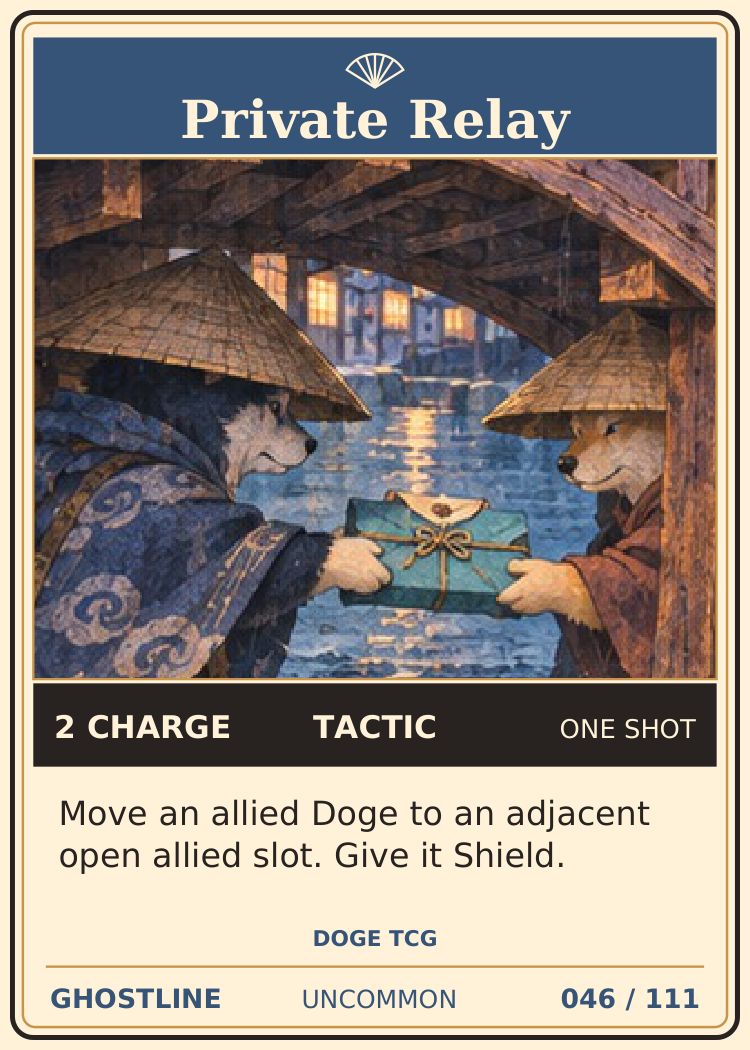 Private Relay
2 CHARGE TACTIC ONE SHOT
Move an allied Doge to an adjacent
open allied slot. Give it Shield.
DOGE TCG
GHOSTLINE UNCOMMON 046 / 111